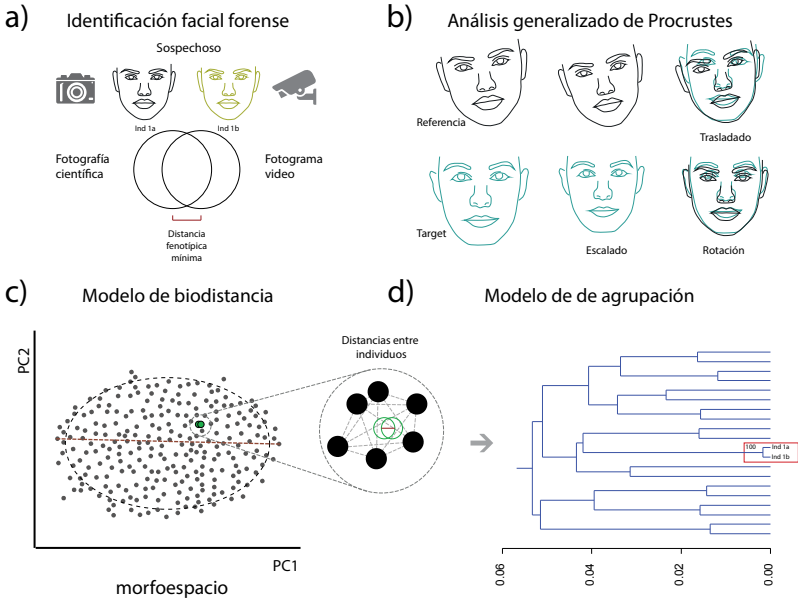 a)
Identificación facial forense
Sospechoso
Ind 1a
Ind 1b
Fotografía
científica
Fotograma
video
Distancia
fenotípica
mínima
b)
Análisis generalizado de Procrustes
Referencia
Trasladado
Target
Escalado
Rotación
c)
Modelo de biodistancia
PC2
Distancias entre
individuos
PC1
morfoespacio
d)
Modelo de de agrupación
100
Ind 1a
Ind 1b
0.06
0.04
0.02
0.00